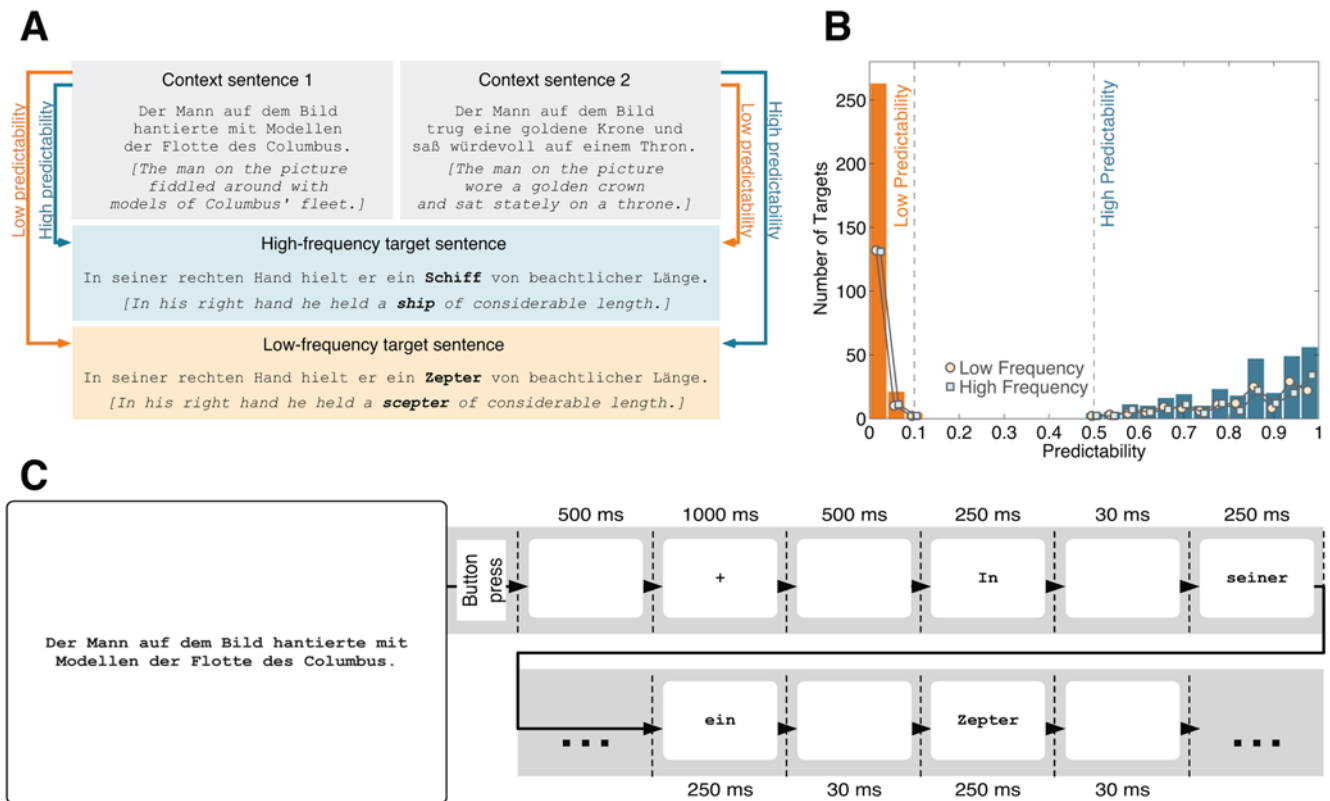 A
Context sentence 1
Der Mann auf dem Bild
hantierte mit Modellen
der Flotte des Columbus.
[The man on the picture
fiddled around with
models of Columbus' fleet.]
Context sentence 2
Der Mann auf dem Bild
trug eine goldene Krone und
saß würdevoll auf einem Thron.
[The man on the picture
wore a golden crown
and sat stately on a throne.]
Low predictability
High predictability
Low predictability
High predictability
High-frequency target sentence
In seiner rechten Hand hielt er ein Schiff von beachtlicher Länge.
[In his right hand he held a ship of considerable length.]
Low-frequency target sentence
In seiner rechten Hand hielt er ein Zepter von beachtlicher Länge.
[In his right hand he held a scepter of considerable length.]
B
Number of Targets
250
200
150
100
50
0
Low Predictability
High Predictability
Low Frequency
High Frequency
0 0.1 0.2 0.3 0.4 0.5 0.6 0.7 0.8 0.9 1
Predictability
C
Der Mann auf dem Bild hantierte mit
Modellen der Flotte des Columbus.
Button
press
500 ms 1000 ms 500 ms 250 ms 30 ms 250 ms
+ In seiner
... ein Zepter ...
250 ms 30 ms 250 ms 30 ms